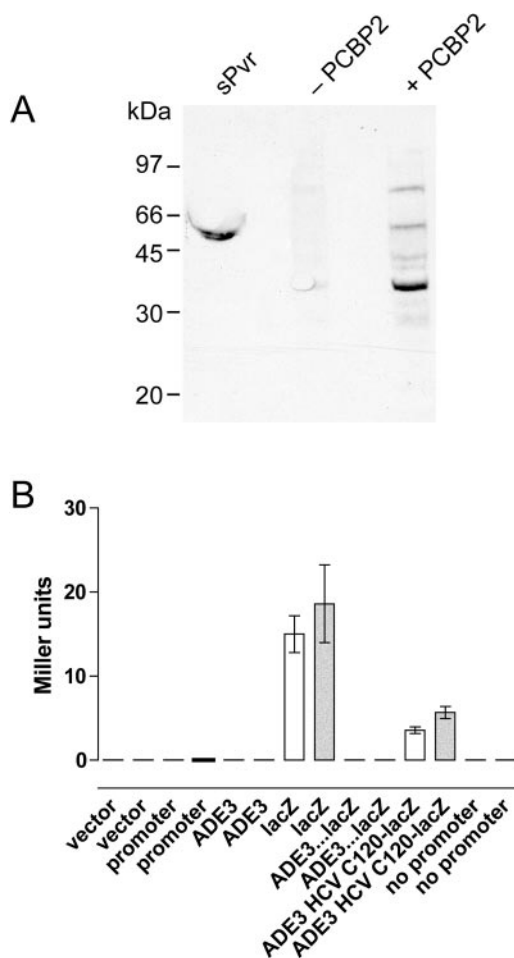 A
kDa
sPvr
– PCBP2
+ PCBP2
97
66
45
30
20
B
Miller units
30
20
10
0
vector
vector
promoter
promoter
ADE3
ADE3
lacZ
lacZ
ADE3...lacZ
ADE3...lacZ
ADE3 HCV C120-lacZ
ADE3 HCV C120-lacZ
no promoter
no promoter